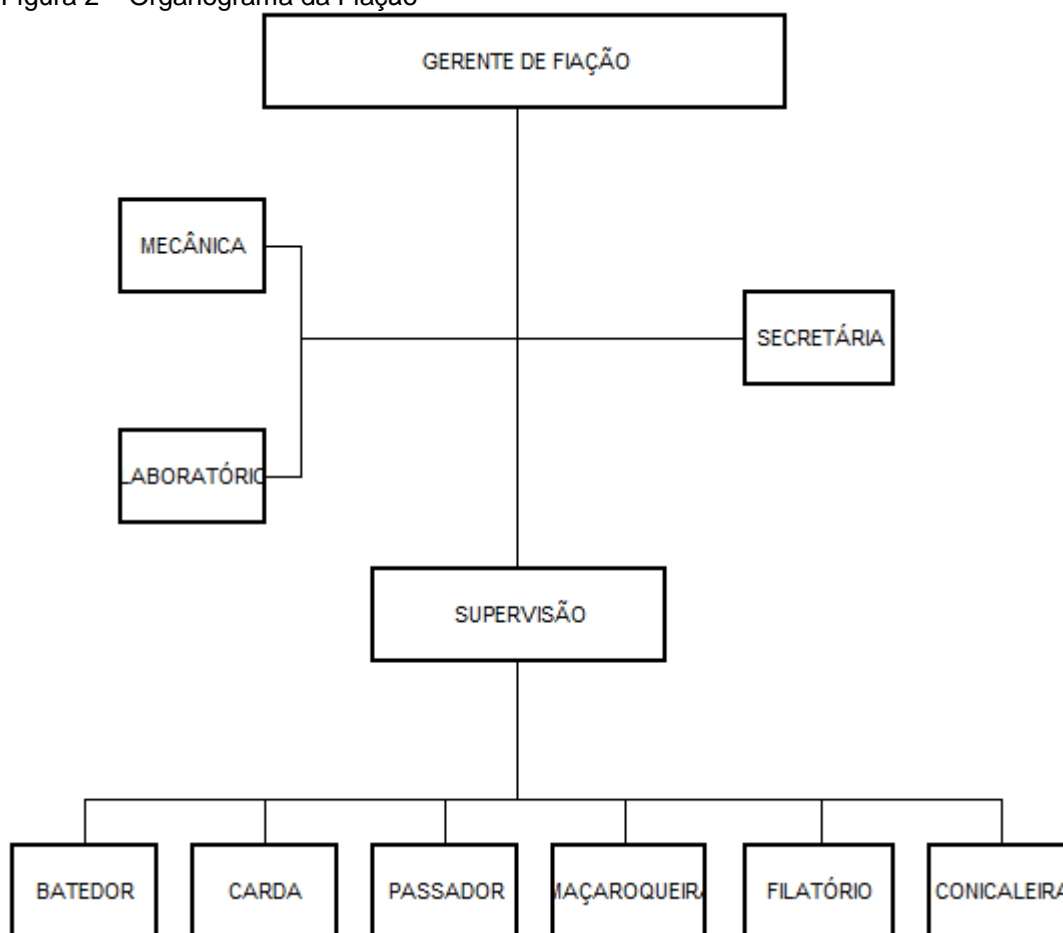 Figura 2 – Organograma da Fiação
GERENTE DE FIAÇÃO
MECÂNICA
SECRETÁRIA
LABORATÓRIO
SUPERVISÃO
BATEDOR
CARDA
PASSADOR
MAÇAROQUEIRA
FILATÓRIO
CONICALEIRA